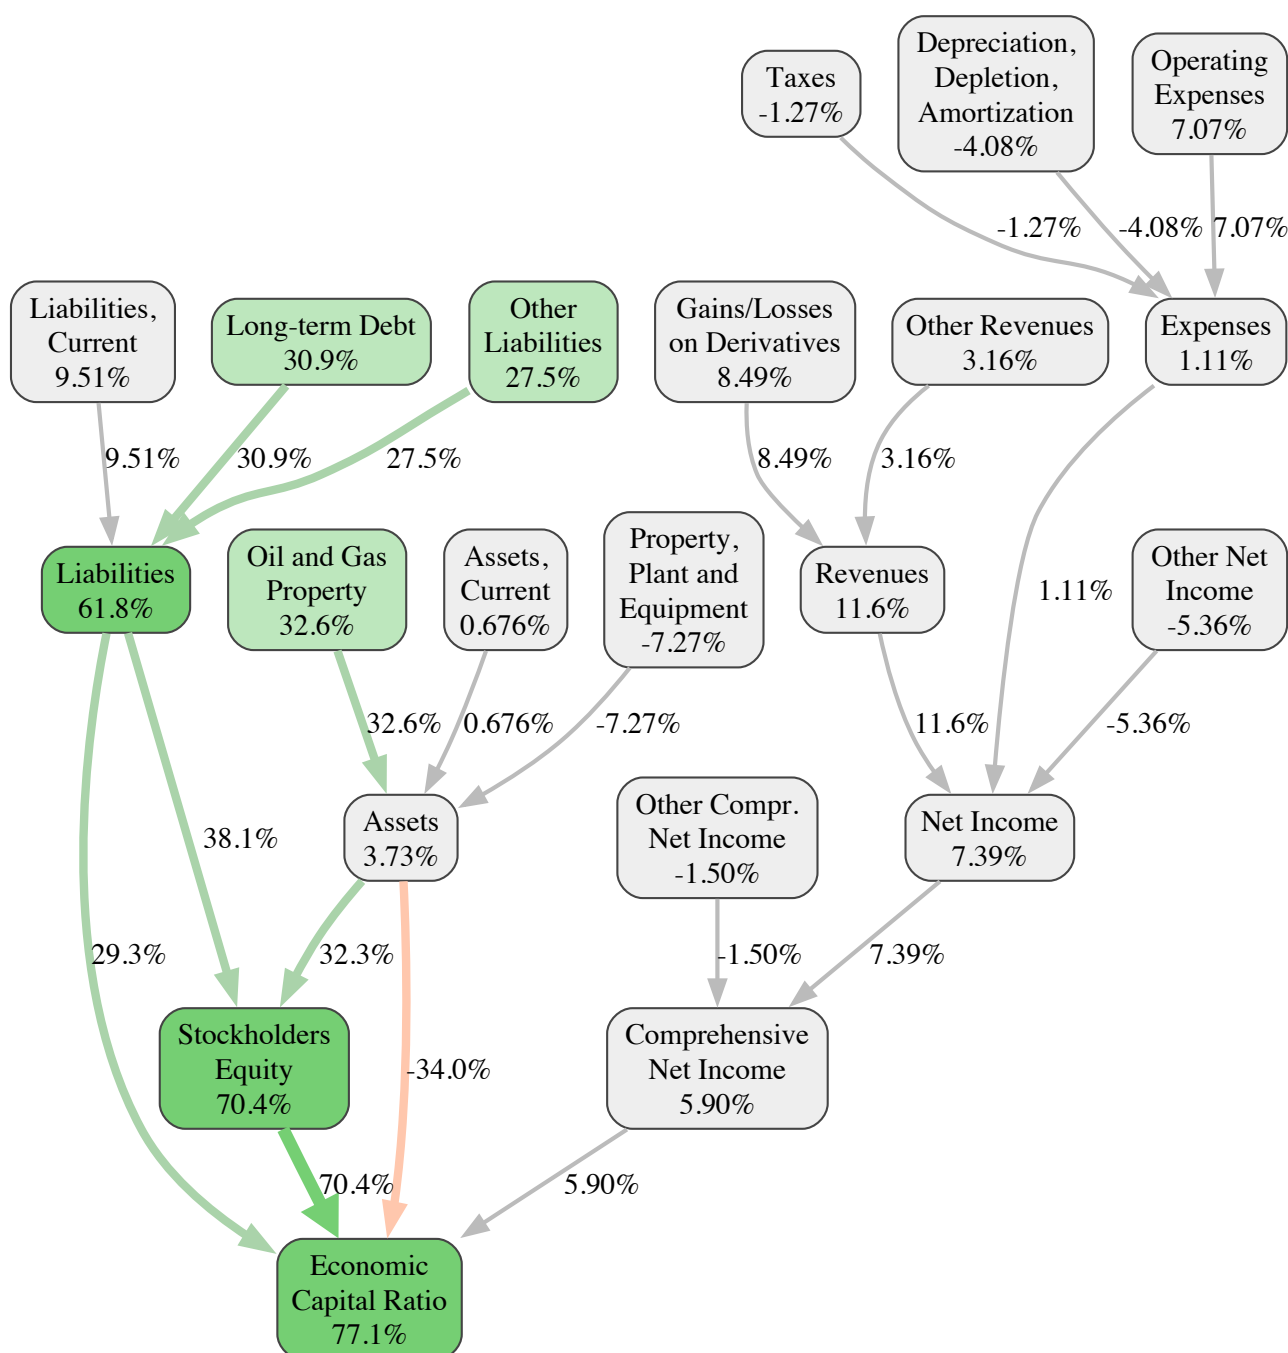 Taxes
-1.27%
Depreciation,
Depletion,
Amortization
-4.08%
Operating
Expenses
7.07%
-1.27%
-4.08%
7.07%
Liabilities,
Current
9.51%
Long-term Debt
30.9%
Other
Liabilities
27.5%
Gains/Losses
on Derivatives
8.49%
Other Revenues
3.16%
Expenses
1.11%
9.51%
30.9%
27.5%
8.49%
3.16%
Liabilities
61.8%
Oil and Gas
Property
32.6%
Assets,
Current
0.676%
Property,
Plant and
Equipment
-7.27%
Revenues
11.6%
1.11%
Other Net
Income
-5.36%
32.6%
0.676%
-7.27%
11.6%
-5.36%
38.1%
Assets
3.73%
Other Compr.
Net Income
-1.50%
Net Income
7.39%
29.3%
32.3%
-1.50%
7.39%
Stockholders
Equity
70.4%
-34.0%
Comprehensive
Net Income
5.90%
70.4%
5.90%
Economic
Capital Ratio
77.1%